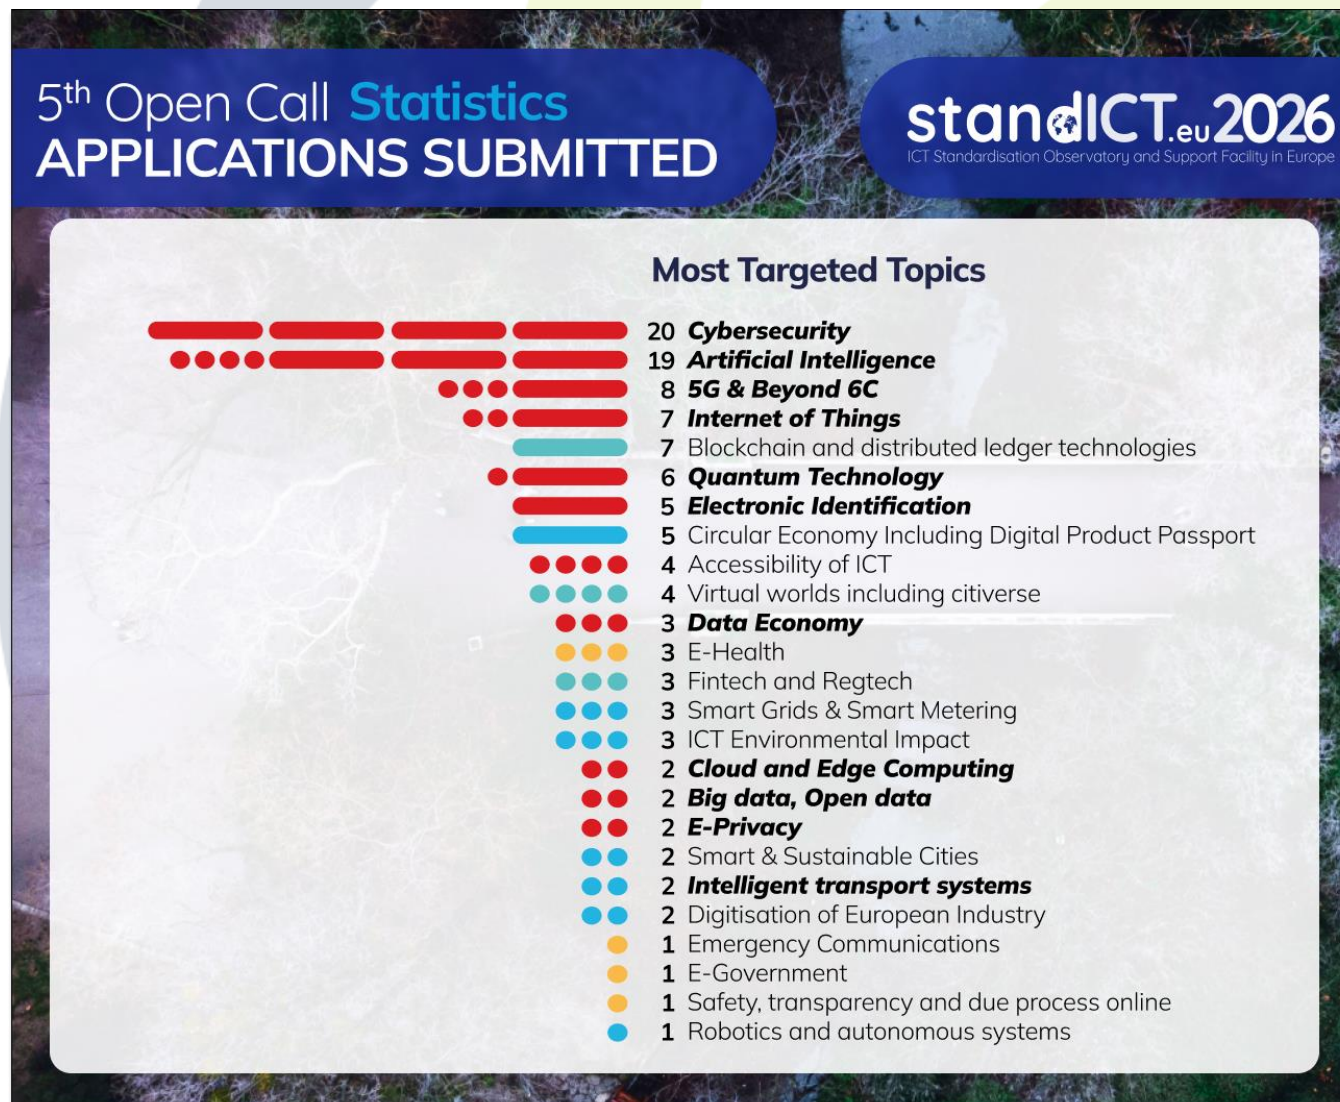 5th Open Call Statistics
APPLICATIONS SUBMITTED
standICT.eu 2026
ICT Standardisation Observatory and Support Facility in Europe
Most Targeted Topics
20 Cybersecurity
19 Artificial Intelligence
8 5G & Beyond 6C
7 Internet of Things
7 Blockchain and distributed ledger technologies
6 Quantum Technology
5 Electronic Identification
5 Circular Economy Including Digital Product Passport
4 Accessibility of ICT
4 Virtual worlds including citiverse
3 Data Economy
3 E-Health
3 Fintech and Regtech
3 Smart Grids & Smart Metering
3 ICT Environmental Impact
2 Cloud and Edge Computing
2 Big data, Open data
2 E-Privacy
2 Smart & Sustainable Cities
2 Intelligent transport systems
2 Digitisation of European Industry
1 Emergency Communications
1 E-Government
1 Safety, transparency and due process online
1 Robotics and autonomous systems